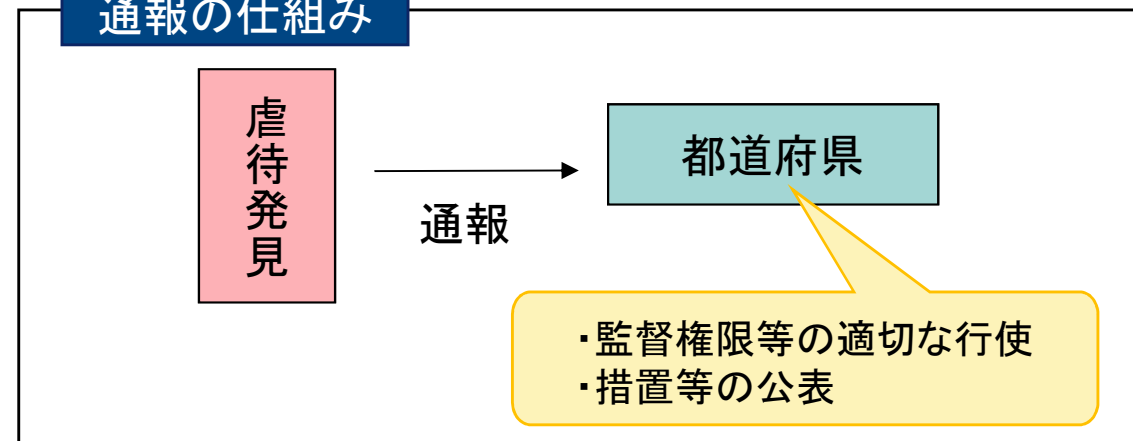 通報の仕組み
虐待発見
通報
都道府県
・監督権限等の適切な行使
・措置等の公表